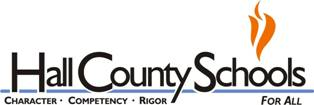 Hall County Schools
Character · Competency · Rigor For All